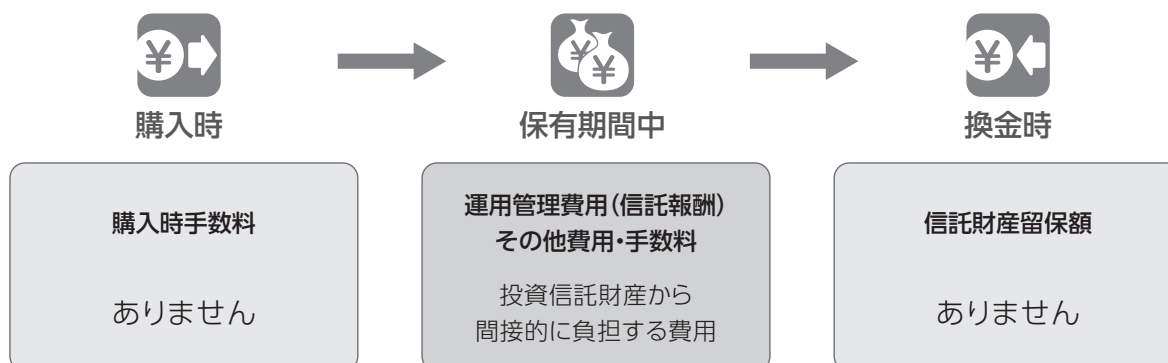 ¥
¥
¥
¥
購入時
保有期間中
換金時
購入時手数料
ありません
運用管理費用(信託報酬)
その他費用・手数料
投資信託財産から
間接的に負担する費用
信託財産留保額
ありません